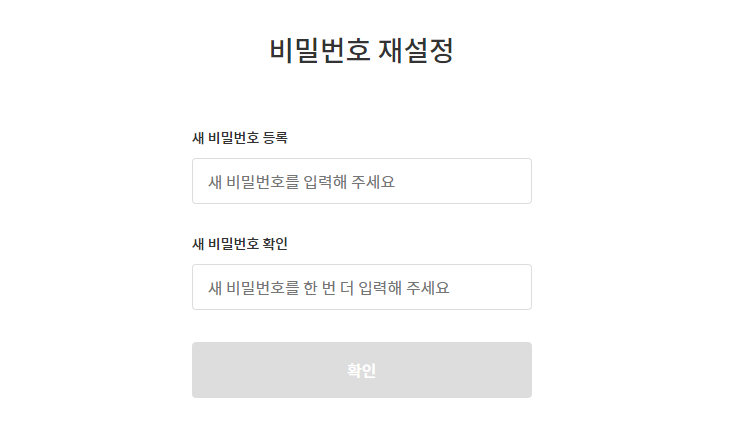 비밀번호 재설정
새 비밀번호 등록
새 비밀번호를 입력해 주세요
새 비밀번호 확인
새 비밀번호를 한 번 더 입력해 주세요
확인